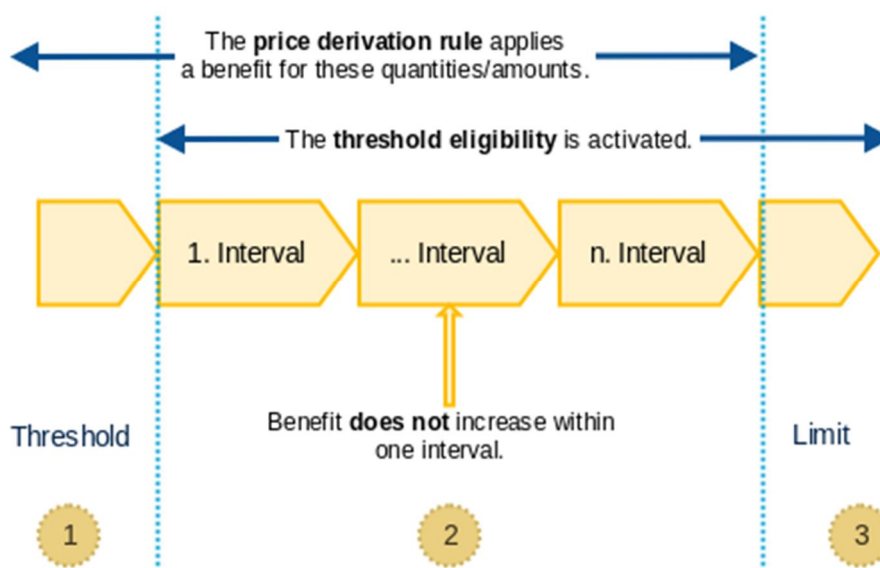 The price derivation rule applies
a benefit for these quantities/amounts.
The threshold eligibility is activated.
1. Interval
... Interval
n. Interval
Benefit does not increase within
one interval.
Threshold
Limit
1
2
3